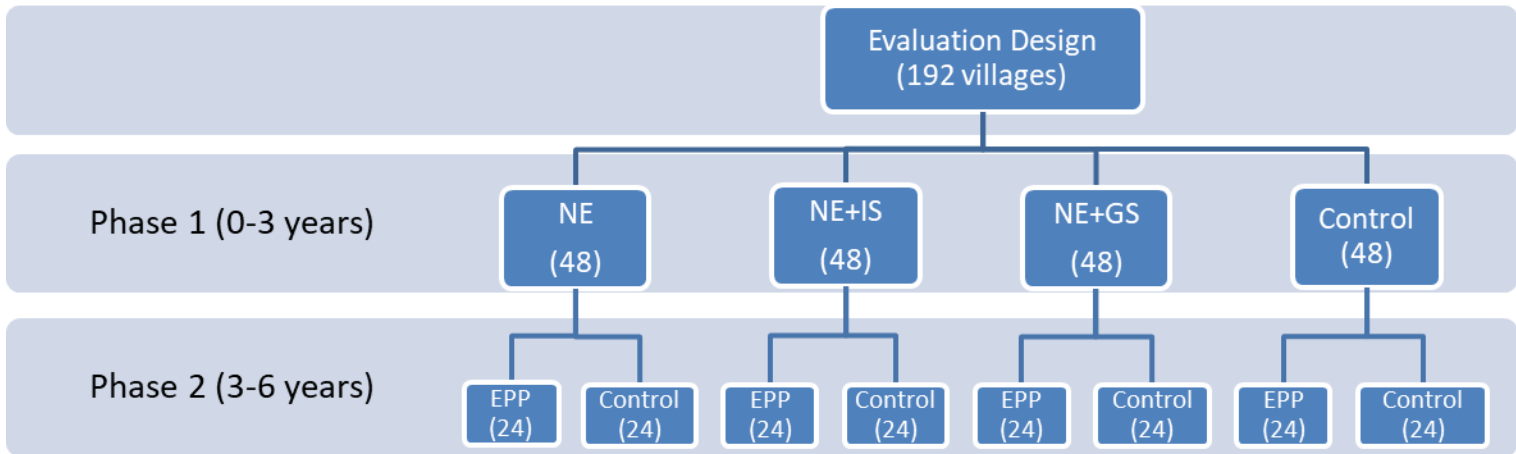 Evaluation Design
(192 villages)
Phase 1 (0-3 years)
NE
(48)
NE+IS
(48)
NE+GS
(48)
Control
(48)
Phase 2 (3-6 years)
EPP
(24)
Control
(24)
EPP
(24)
Control
(24)
EPP
(24)
Control
(24)
EPP
(24)
Control
(24)